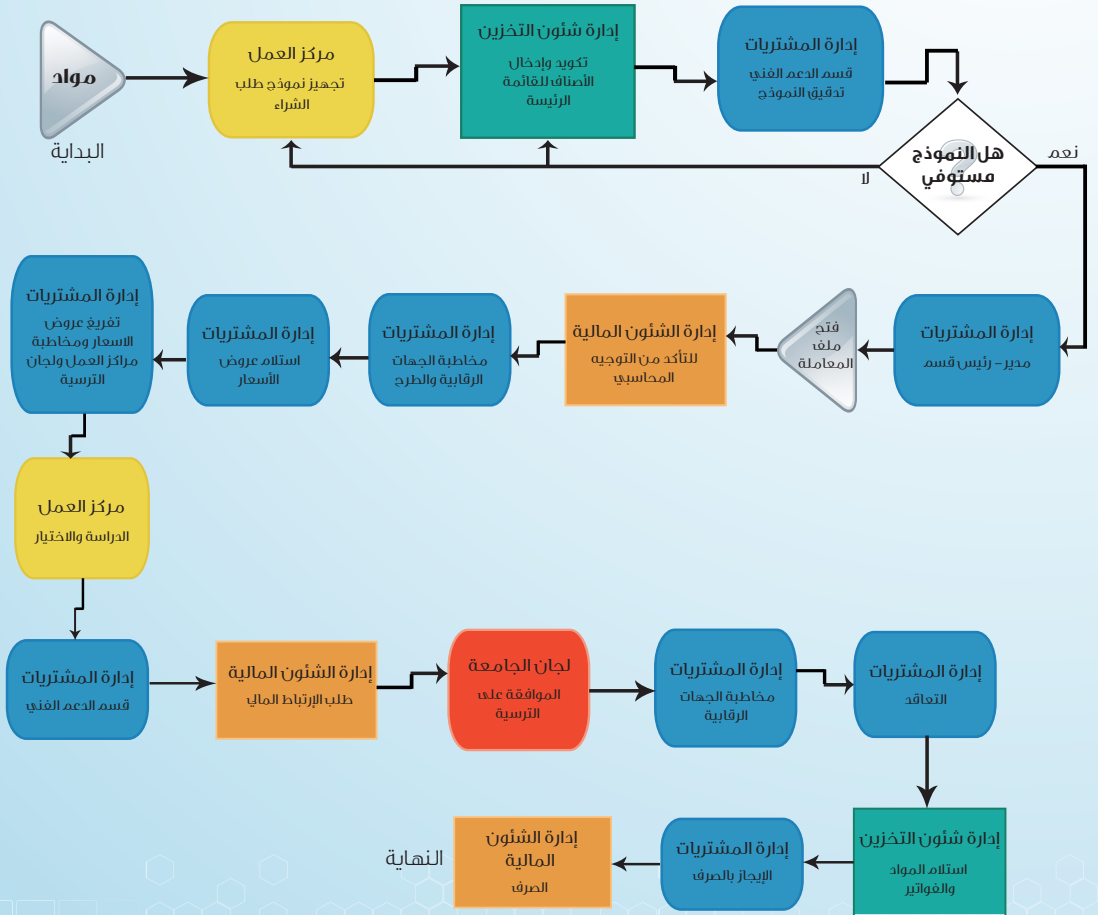 مواد
البداية
مركز العمل
تجهيز نموذج طلب
الشراء
إدارة شئون التخزين
تكويد وإدخال
الأصناف للقائمة
الرئيسة
إدارة المشتريات
قسم الدعم الفني
تدقيق النموذج
هل النموذج
مستوفي
؟
نعم
لا
إدارة المشتريات
مدير - رئيس قسم
فتح
ملف
المعاملة
إدارة الشئون المالية
للتأكد من التوجيه
المحاسبي
إدارة المشتريات
مخاطبة الجهات
الرقابية والطرح
إدارة المشتريات
استلام عروض
الأسعار
إدارة المشتريات
تفريغ عروض
الاسعار ومخاطبة
مراكز العمل ولجان
الترسية
مركز العمل
الدراسة والاختيار
إدارة المشتريات
قسم الدعم الفني
إدارة الشئون المالية
طلب الإرتباط المالي
لجان الجامعة
الموافقة على
الترسية
إدارة المشتريات
مخاطبة الجهات
الرقابية
إدارة المشتريات
التعاقد
إدارة شئون التخزين
استلام المواد
والفواتير
إدارة المشتريات
الإيجاز بالصرف
إدارة الشئون
المالية
الصرف
النهاية